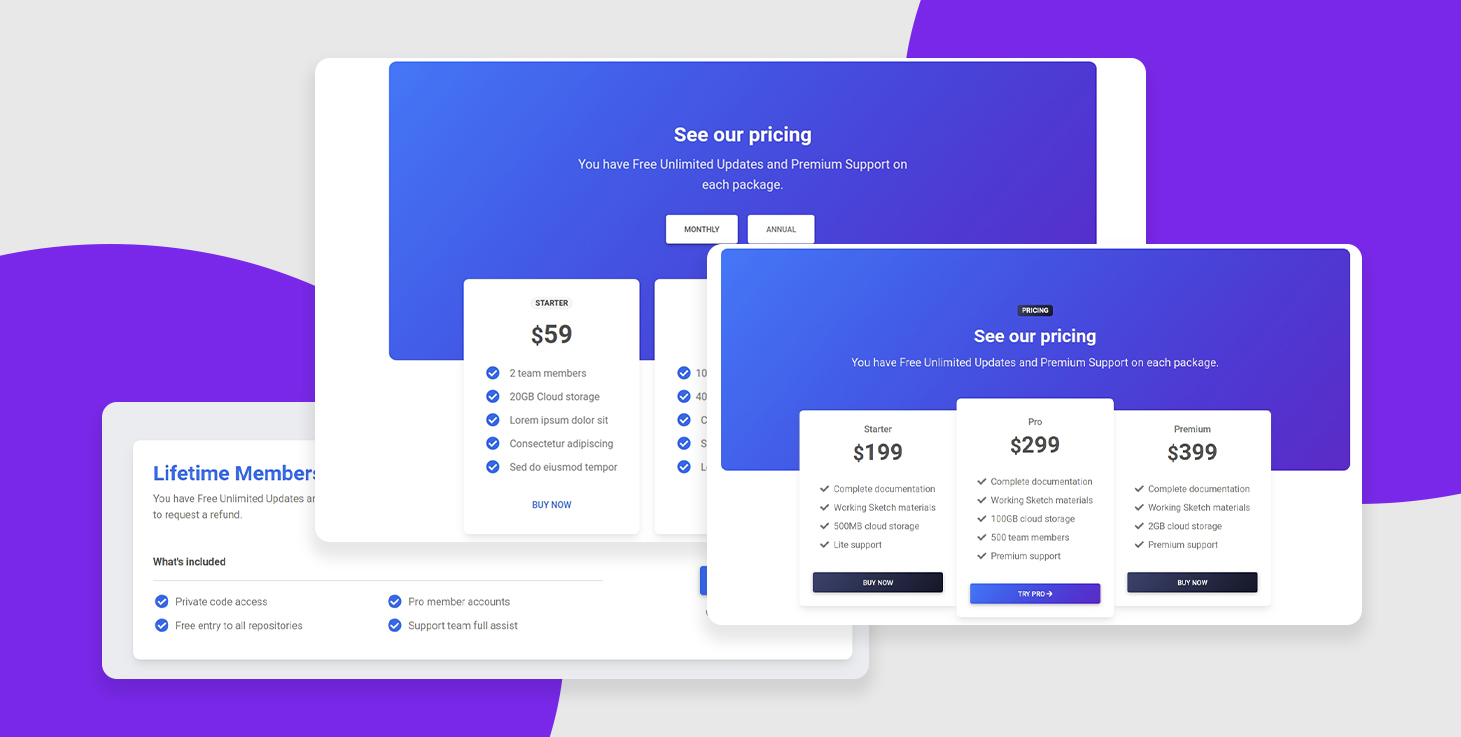 See our pricing
You have Free Unlimited Updates and Premium Support on
each package.
MONTHLY
ANNUAL
STARTER
$59
2 team members
20GB Cloud storage
Lorem ipsum dolor sit
Consectetur adipiscing
Sed do eiusmod tempor
BUY NOW
10
40
C
S
PRICING
See our pricing
You have Free Unlimited Updates and Premium Support on each package.
Starter
$199
Complete documentation
Working Sketch materials
500MB cloud storage
Lite support
BUY NOW
Pro
$299
Complete documentation
Working Sketch materials
100GB cloud storage
500 team members
Premium support
TRY PRO
Premium
$399
Complete documentation
Working Sketch materials
2GB cloud storage
Premium support
BUY NOW
Lifetime Members
You have Free Unlimited Updates
to request a refund.
What's included
Private code access
Free entry to all repositories
Pro member accounts
Support team full assist